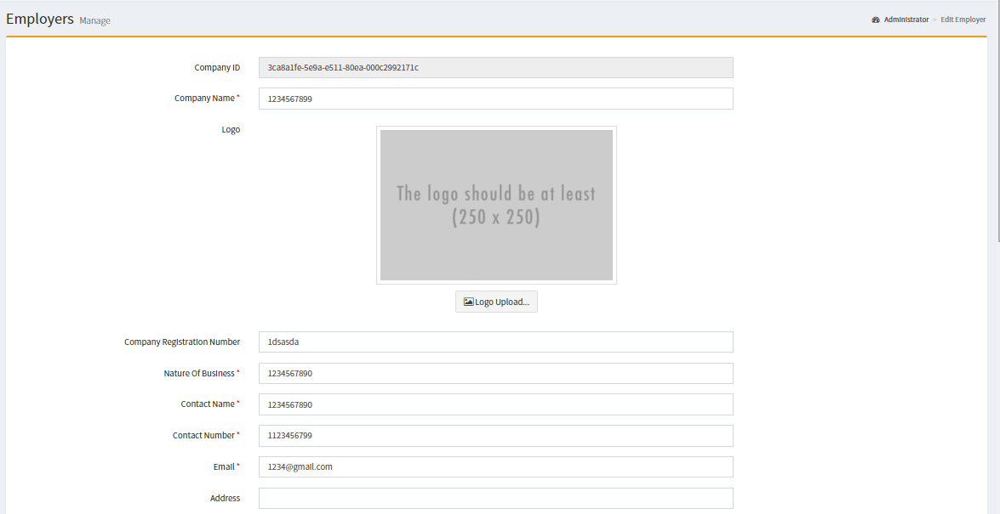 Employers Manage
Administrator > Edit Employer
Company ID 3ca8a1fe-5e9a-e511-80ea-000c2992171c
Company Name * 1234567899
Logo
The logo should be at least
(250 x 250)
Logo Upload...
Company Registration Number 1dsasda
Nature Of Business * 1234567890
Contact Name * 1234567890
Contact Number * 1123456799
Email * 1234@gmail.com
Address